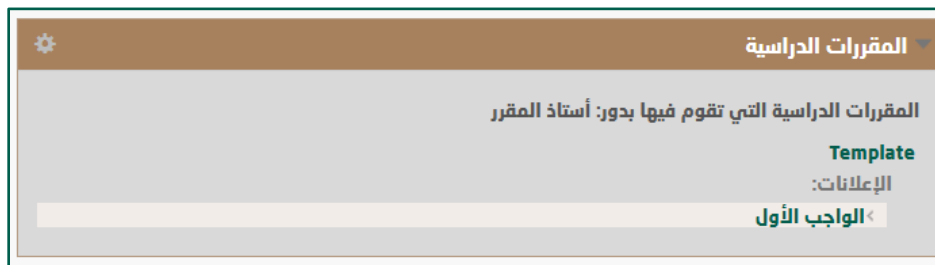 المقررات الدراسية
المقررات الدراسية التي تقوم فيها بدور: أستاذ المقرر
Template
الإعلانات:
الواجب الأول